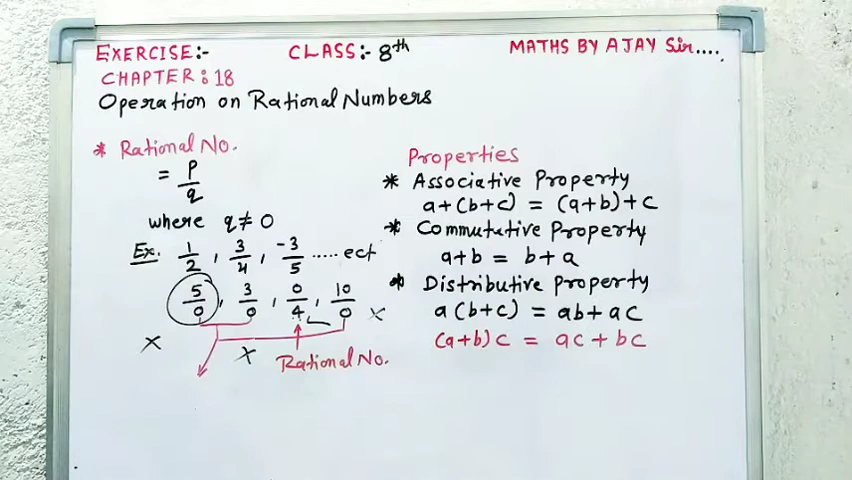 EXERCISE:-
CLASS:- 8th
MATHS BY AJAY Sir....
CHAPTER: 18
Operation on Rational Numbers
* Rational No.
= p/q
where q ≠ 0
Ex. 1/2, 3/4, -3/5 ..... ect
5/0, 3/0, 0/4, 10/0 x
x
x
Rational No.
Properties
* Associative Property
a+(b+c) = (a+b)+c
* Commutative Property
a+b = b+a
* Distributive Property
a(b+c) = ab+ac
(a+b)c = ac+bc